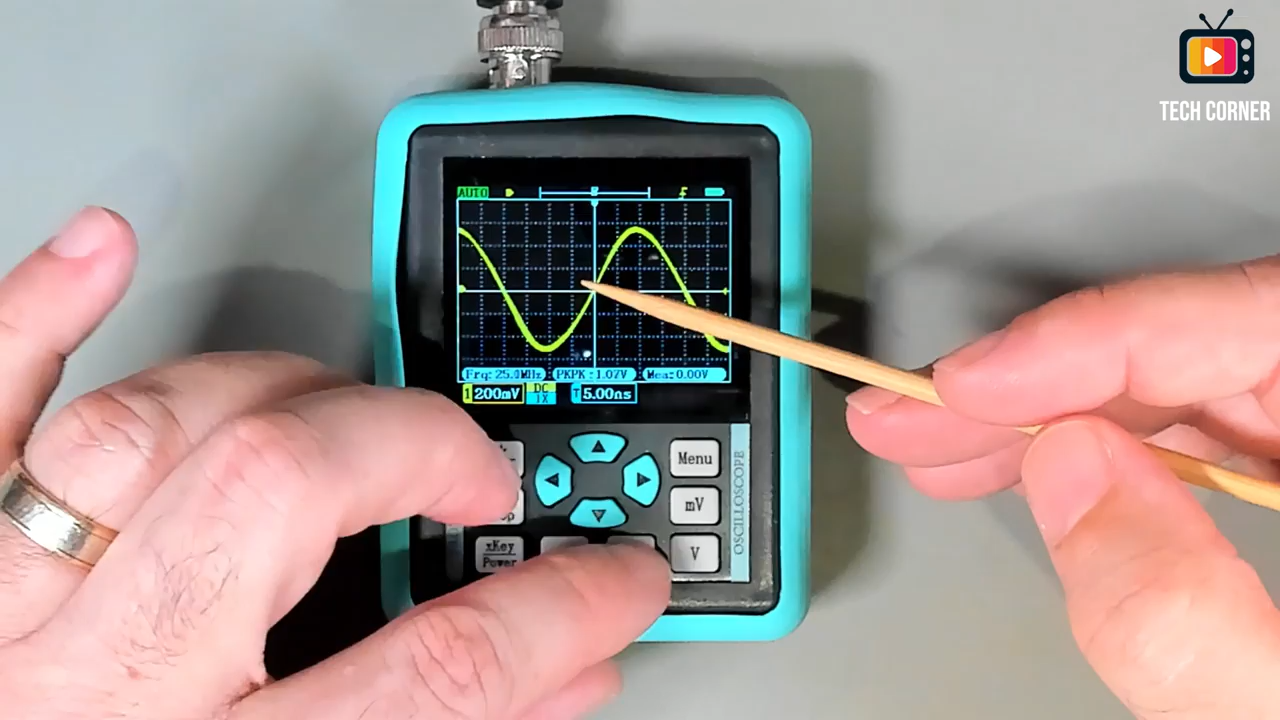 TECH CORNER
AUTO
Frq:25.0MHz PKPK:1.07V Mea:0.00V
1 200mV DC 1X T 5.00ns
Menu
mV
xKey
Power
V
OSCILLOSCOPE